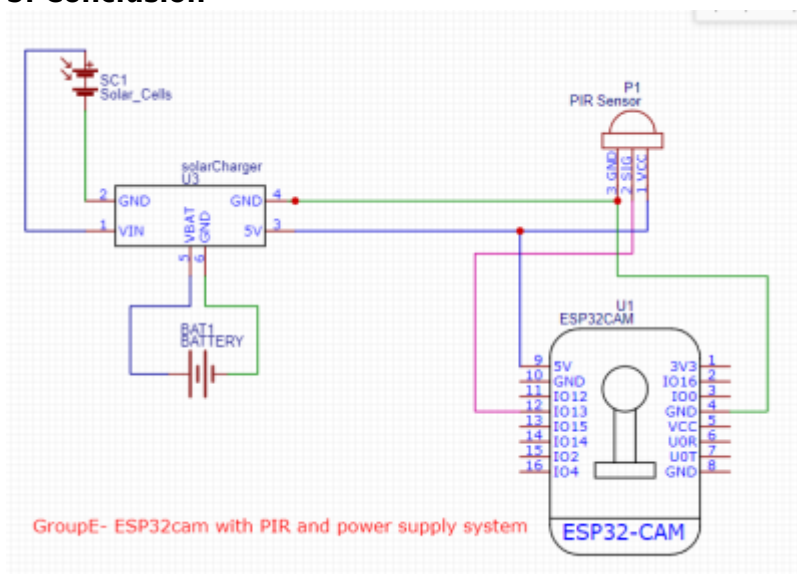 5. Conclusion
SC1
Solar_Cells
P1
PIR Sensor
3 GND
2 SIG
1 VCC
solarCharger
U3
2 GND
1 VIN
GND 4
5V 3
VBAT 5
GND 6
BAT1
BATTERY
U1
ESP32CAM
9 5V
10 GND
11 IO12
12 IO13
13 IO15
14 IO14
15 IO2
16 IO4
3V3 1
IO16 2
IO0 3
GND 4
VCC 5
U0R 6
U0T 7
GND 8
ESP32-CAM
GroupE- ESP32cam with PIR and power supply system